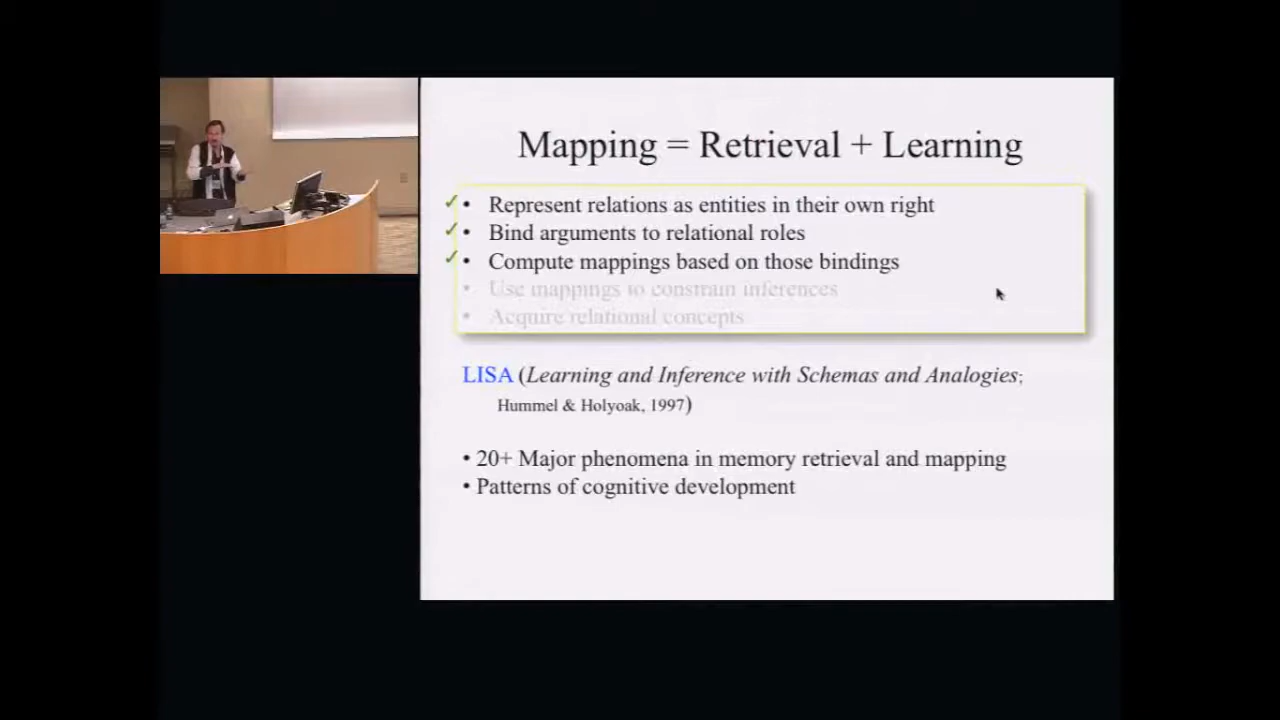 Mapping = Retrieval + Learning
✓ • Represent relations as entities in their own right
✓ • Bind arguments to relational roles
✓ • Compute mappings based on those bindings
• Use mappings to constrain inferences
• Acquire relational concepts
LISA (Learning and Inference with Schemas and Analogies;
Hummel & Holyoak, 1997)
• 20+ Major phenomena in memory retrieval and mapping
• Patterns of cognitive development